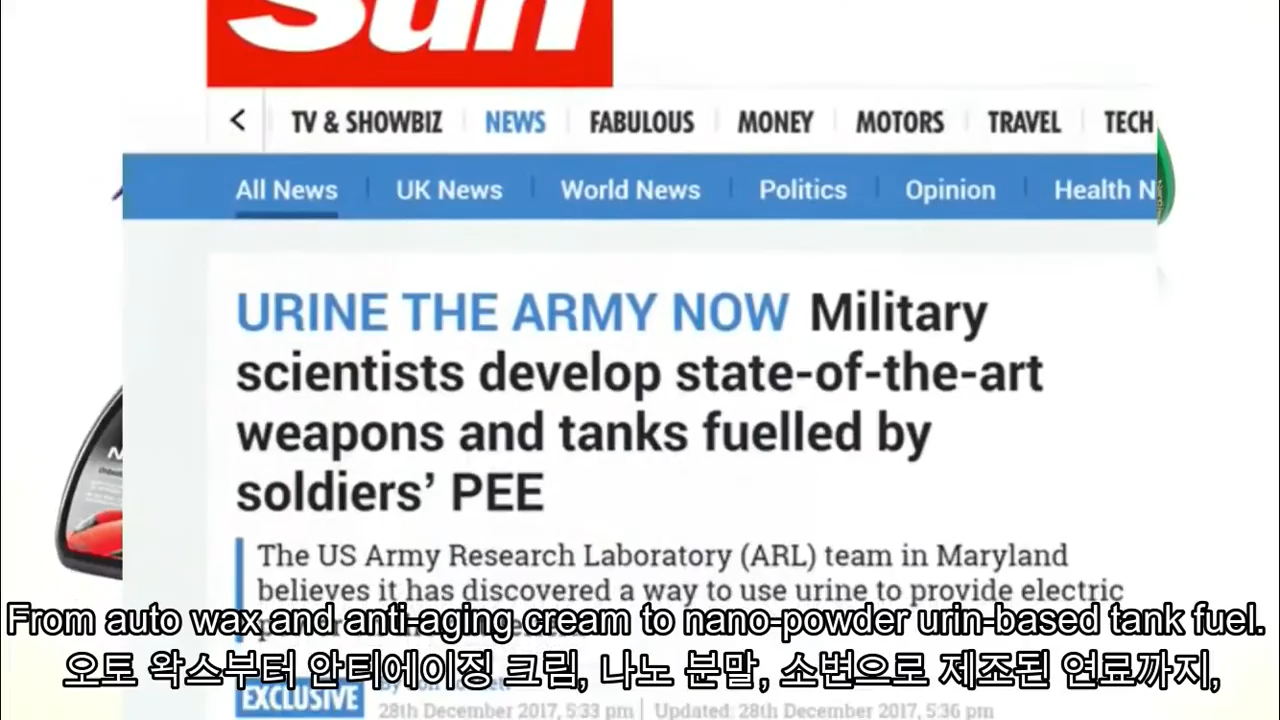 Sun
< TV & SHOWBIZ NEWS FABULOUS MONEY MOTORS TRAVEL TECH
All News UK News World News Politics Opinion Health N
URINE THE ARMY NOW Military
scientists develop state-of-the-art
weapons and tanks fuelled by
soldiers’ PEE
The US Army Research Laboratory (ARL) team in Maryland
believes it has discovered a way to use urine to provide electric
From auto wax and anti-aging cream to nano-powder urin-based tank fuel.
오토 왁스부터 안티에이징 크림, 나노 분말, 소변으로 제조된 연료까지,
EXCLUSIVE
28th December 2017, 5:33 pm Updated: 28th December 2017, 5:36 pm